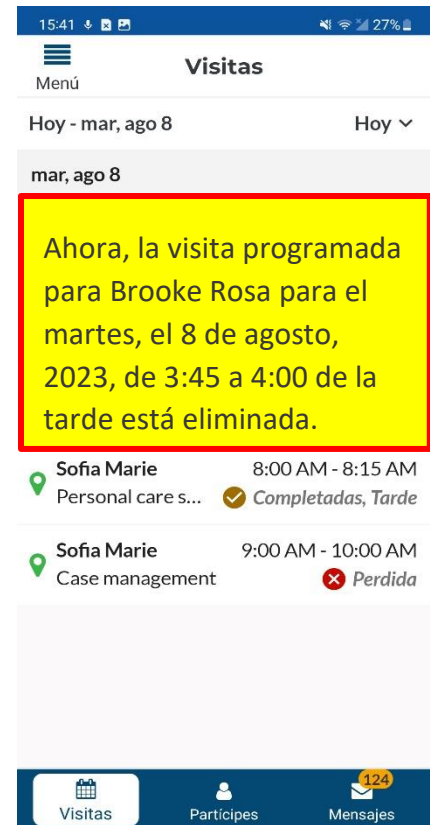 15:41 27%
Menú
Visitas
Hoy - mar, ago 8 Hoy
mar, ago 8
Ahora, la visita programada
para Brooke Rosa para el
martes, el 8 de agosto,
2023, de 3:45 a 4:00 de la
tarde está eliminada.
Sofia Marie 8:00 AM - 8:15 AM
Personal care s... Completadas, Tarde
Sofia Marie 9:00 AM - 10:00 AM
Case management Perdida
124
Visitas Partícipes Mensajes